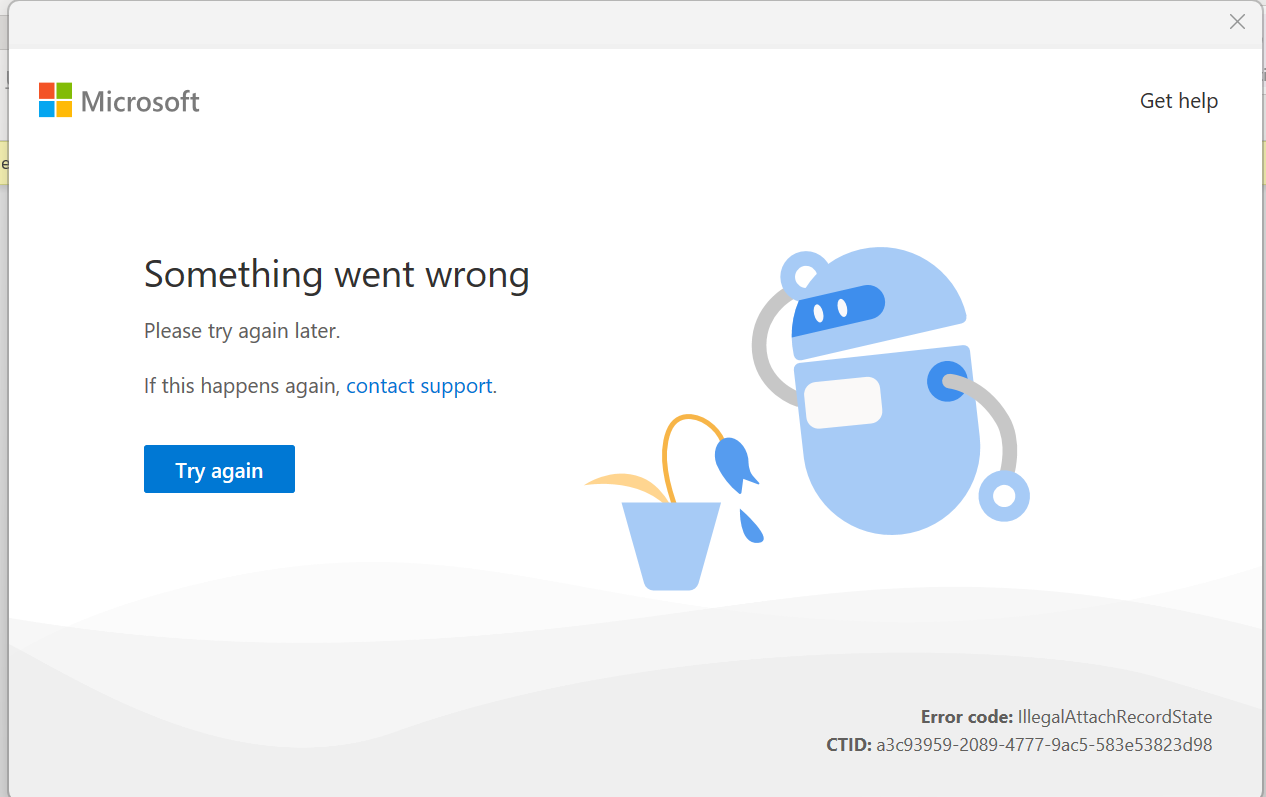 Microsoft
Get help
Something went wrong
Please try again later.
If this happens again, contact support.
Try again
Error code: IllegalAttachRecordState
CTID: a3c93959-2089-4777-9ac5-583e53823d98